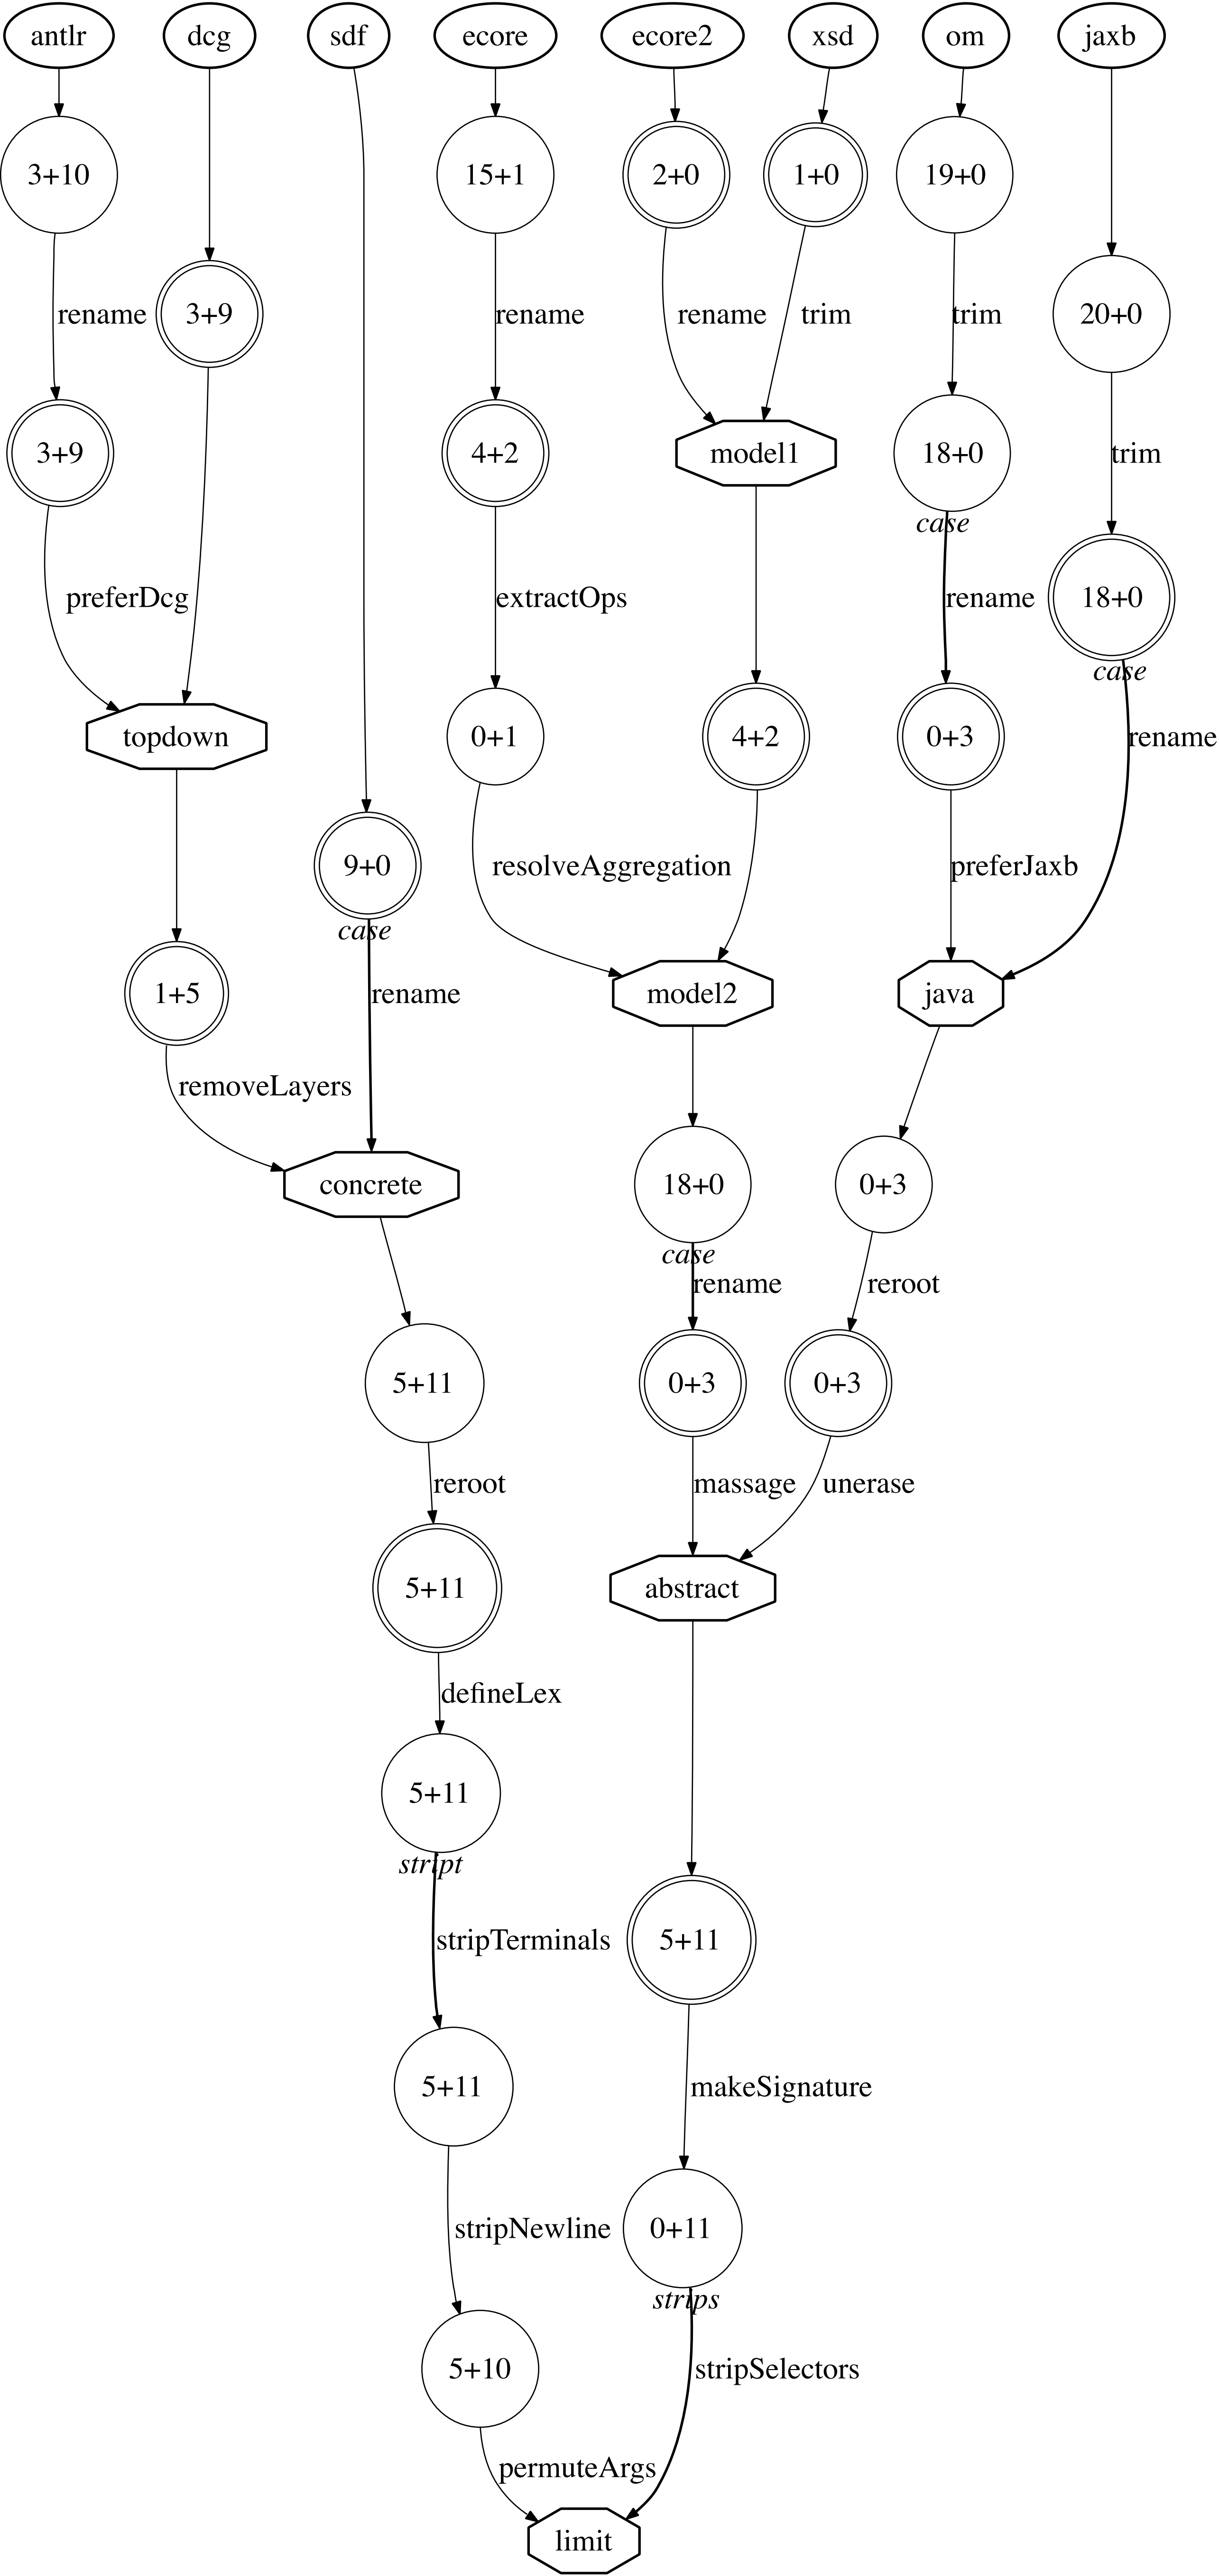 antlr dcg sdf ecore ecore2 xsd om jaxb
3+10 15+1 2+0 1+0 19+0
rename 3+9 rename rename trim trim 20+0
3+9 4+2 model1 18+0 trim
case
preferDcg extractOps rename 18+0
case
topdown 0+1 4+2 0+3 rename
9+0 resolveAggregation preferJaxb
case
1+5 rename model2 java
removeLayers
concrete 18+0 0+3
case
rename reroot
5+11 0+3 0+3
reroot massage unerase
5+11 abstract
defineLex
5+11
stript
stripTerminals 5+11
5+11 makeSignature
stripNewline 0+11
strips
5+10 stripSelectors
permuteArgs
limit